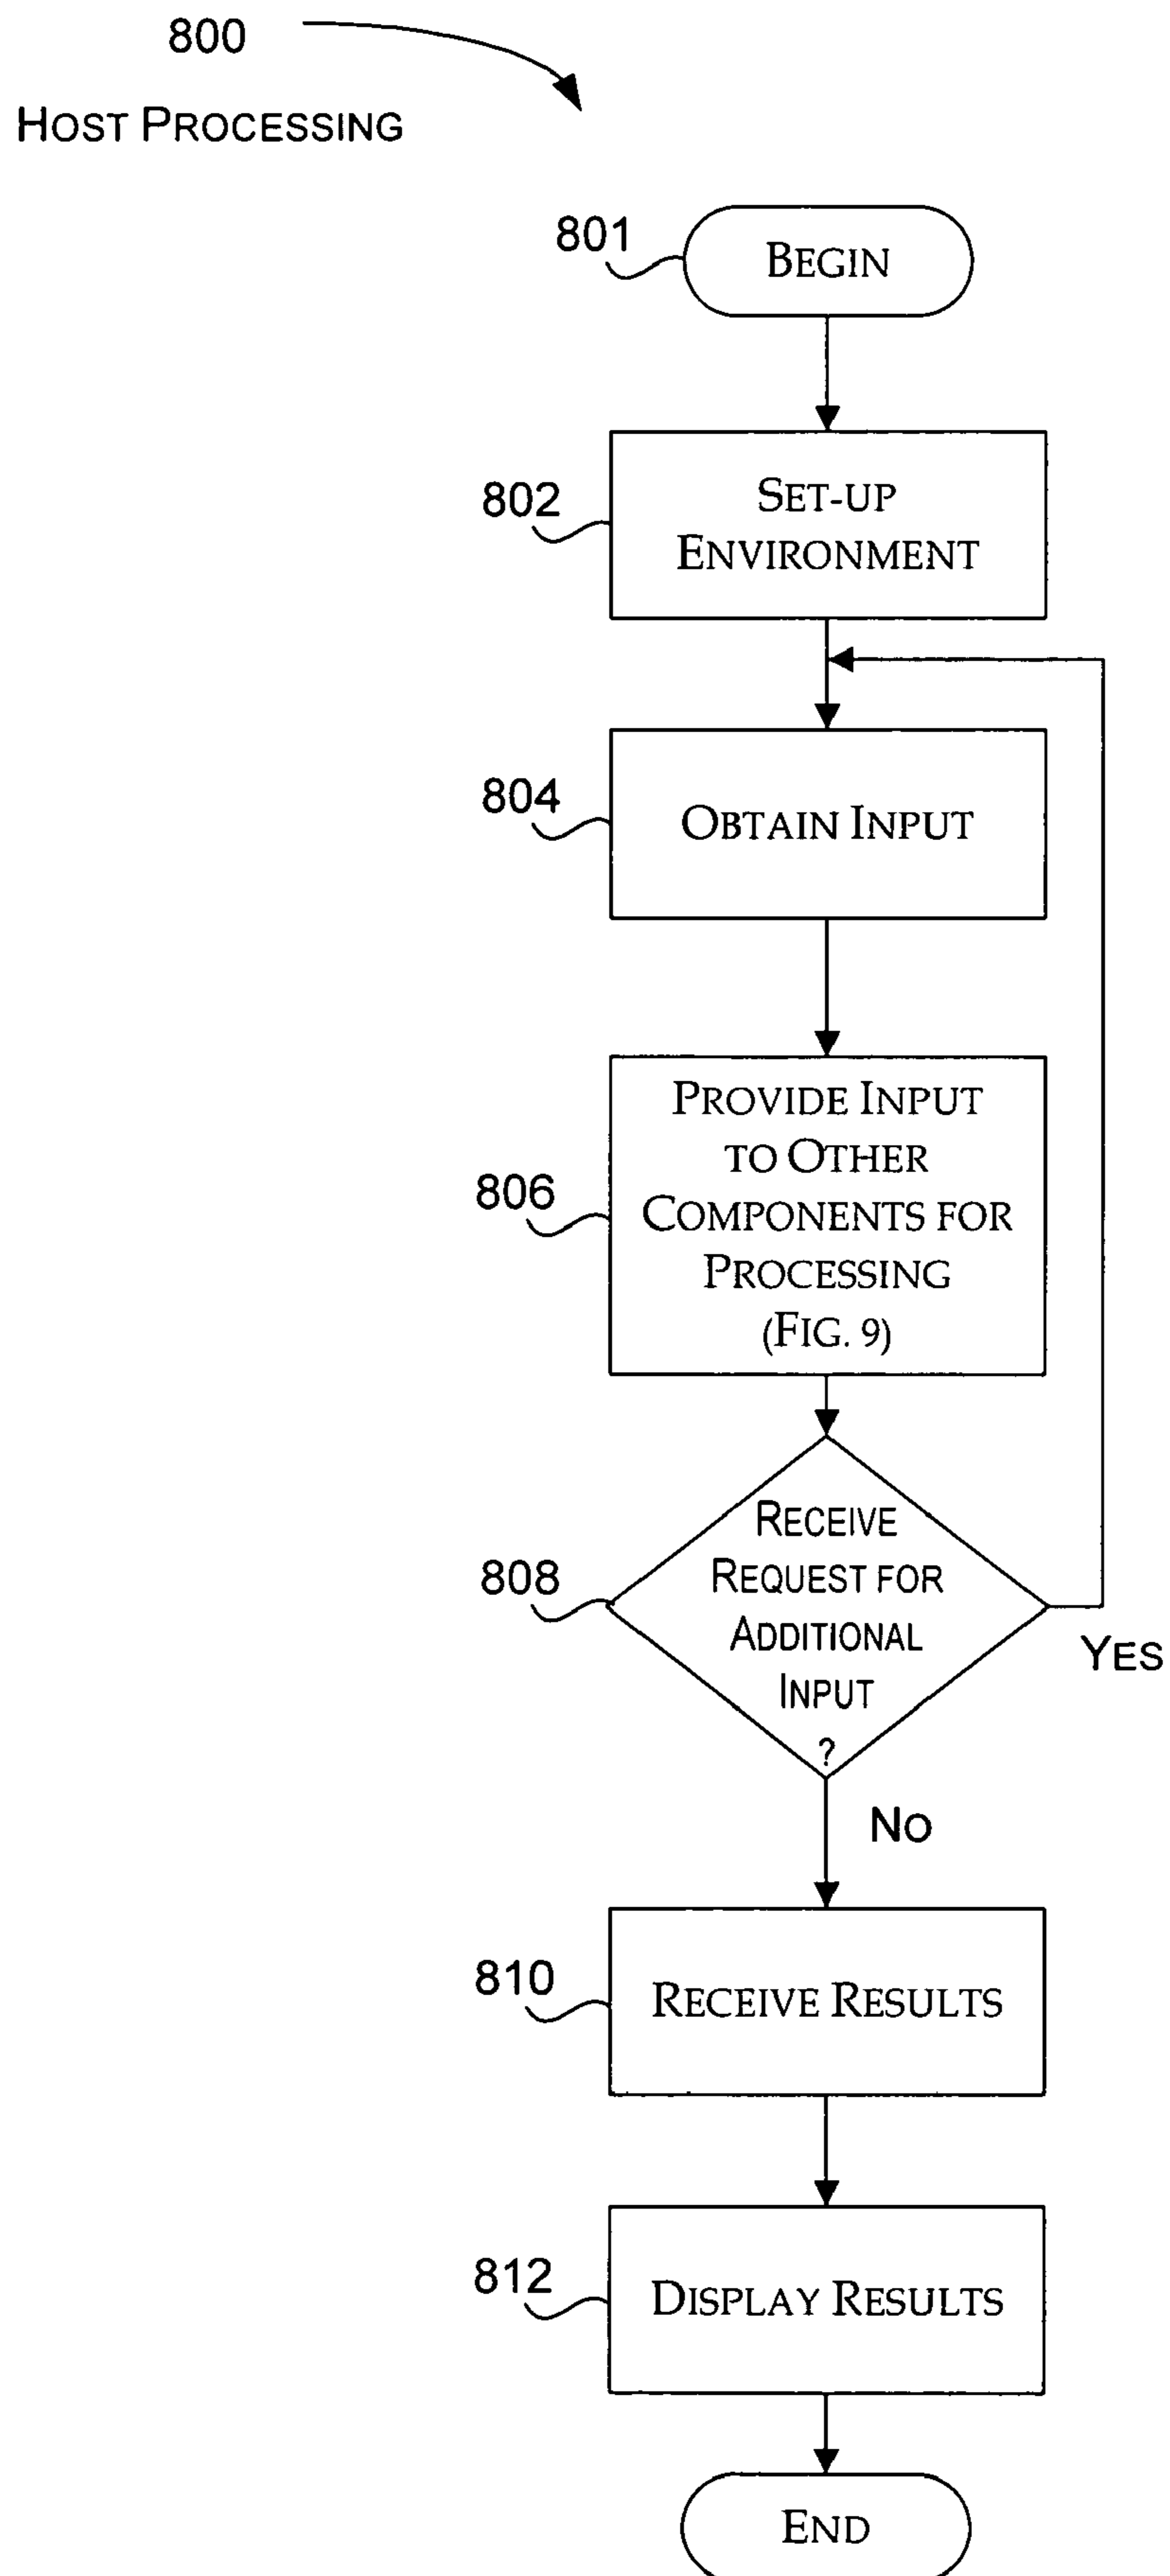 800
HOST PROCESSING
801
BEGIN
802
SET-UP
ENVIRONMENT
804
OBTAIN INPUT
806
PROVIDE INPUT
TO OTHER
COMPONENTS FOR
PROCESSING
(FIG. 9)
808
RECEIVE
REQUEST FOR
ADDITIONAL
INPUT
?
YES
NO
810
RECEIVE RESULTS
812
DISPLAY RESULTS
END